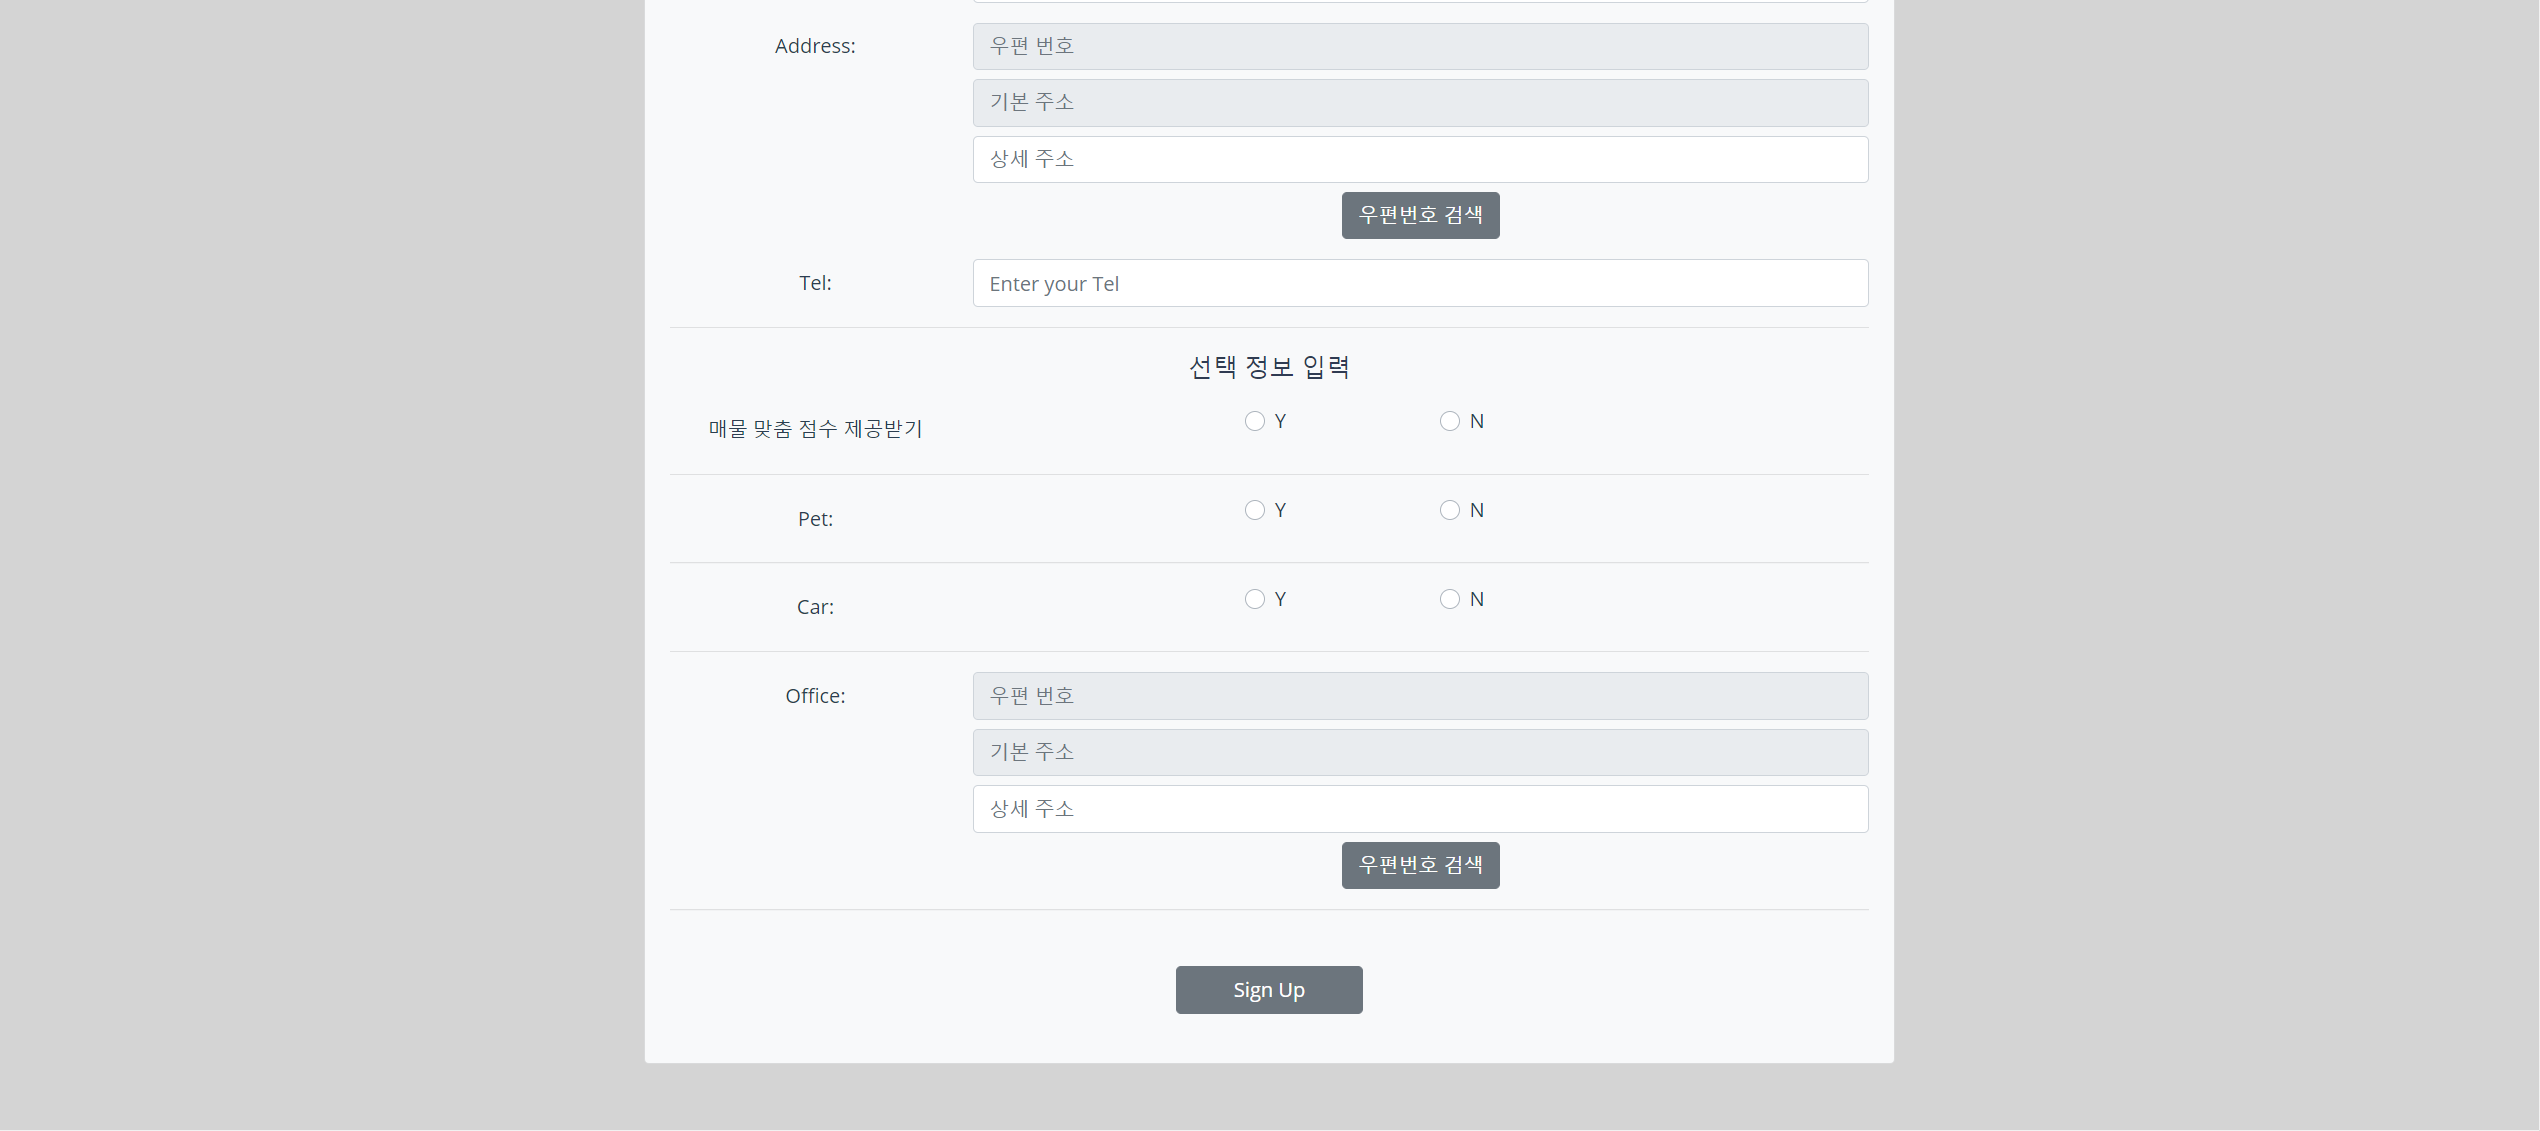 Address:
우편 번호
기본 주소
상세 주소
우편번호 검색
Tel:
Enter your Tel
선택 정보 입력
매물 맞춤 점수 제공받기
Y
N
Pet:
Y
N
Car:
Y
N
Office:
우편 번호
기본 주소
상세 주소
우편번호 검색
Sign Up